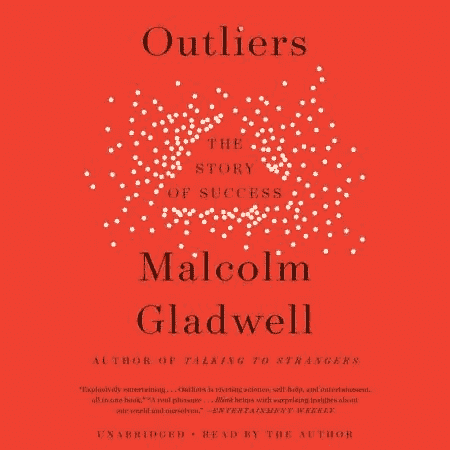 Outliers
THE
STORY
OF SUCCESS
Malcolm
Gladwell
AUTHOR OF TALKING TO STRANGERS
"Explosively entertaining . . . Outliers is riveting science, self-help, and entertainment,
all in one book." "A real pleasure . . . Blink brims with surprising insights about
our world and ourselves." —ENTERTAINMENT WEEKLY
UNABRIDGED • READ BY THE AUTHOR